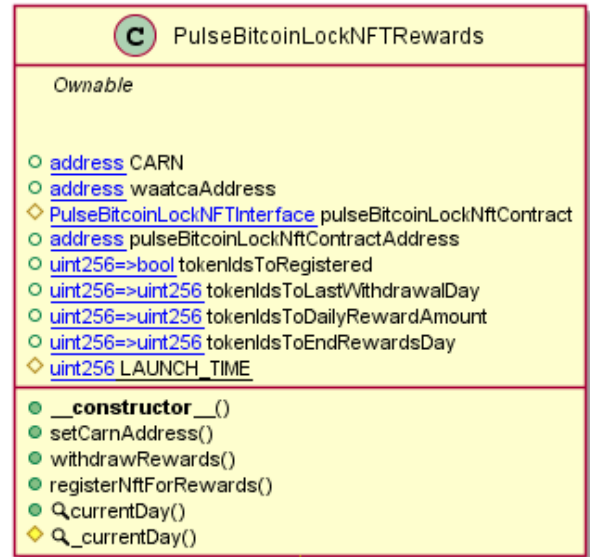 C PulseBitcoinLockNFTRewards
Ownable
address CARN
address waatcaAddress
PulseBitcoinLockNFTInterface pulseBitcoinLockNftContract
address pulseBitcoinLockNftContractAddress
uint256=>bool tokenIdsToRegistered
uint256=>uint256 tokenIdsToLastWithdrawalDay
uint256=>uint256 tokenIdsToDailyRewardAmount
uint256=>uint256 tokenIdsToEndRewardsDay
uint256 LAUNCH_TIME
__constructor__()
setCarnAddress()
withdrawRewards()
registerNftForRewards()
currentDay()
_currentDay()